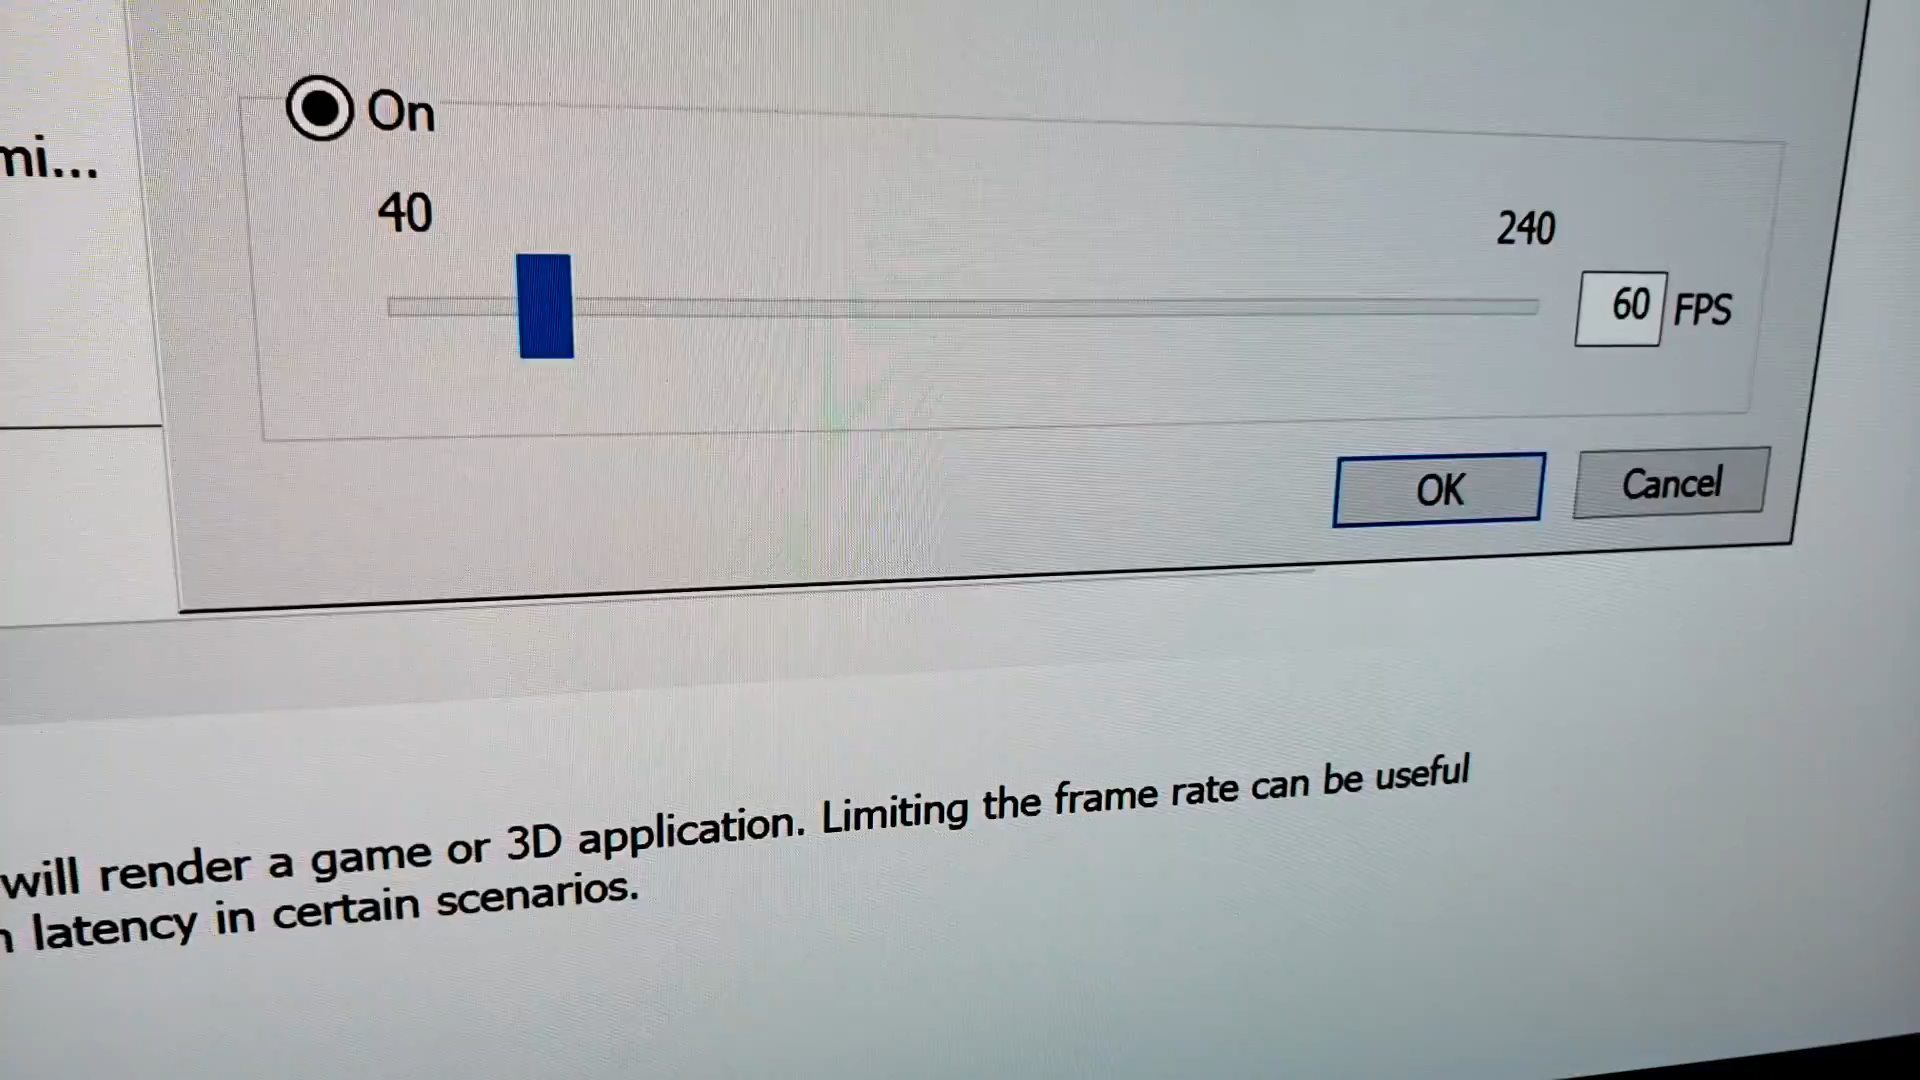 On
mi...
40
240
60 FPS
OK
Cancel
will render a game or 3D application. Limiting the frame rate can be useful
latency in certain scenarios.